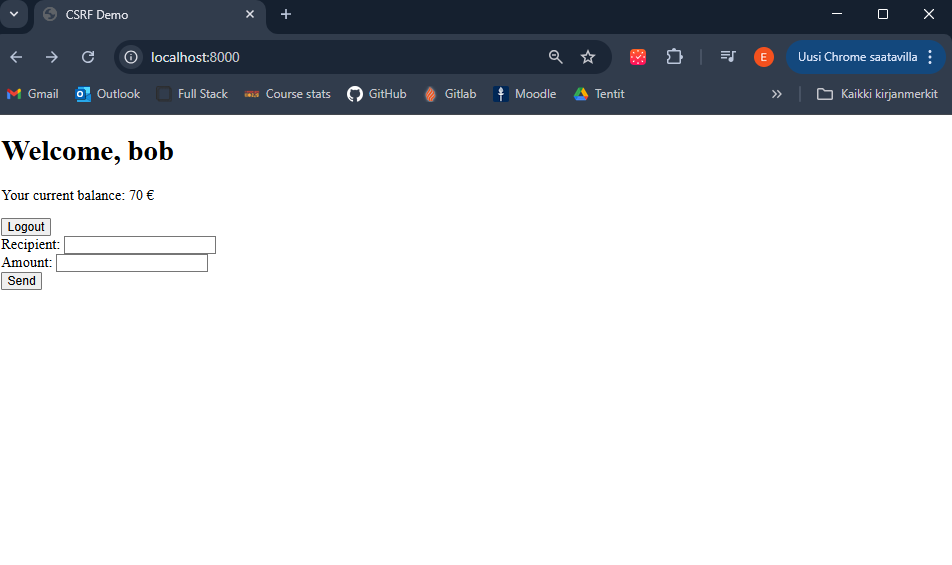 CSRF Demo
localhost:8000
E
Uusi Chrome saatavilla
Gmail Outlook Full Stack Course stats GitHub Gitlab Moodle Tentit Kaikki kirjanmerkit
Welcome, bob
Your current balance: 70 €
Logout
Recipient:
Amount:
Send